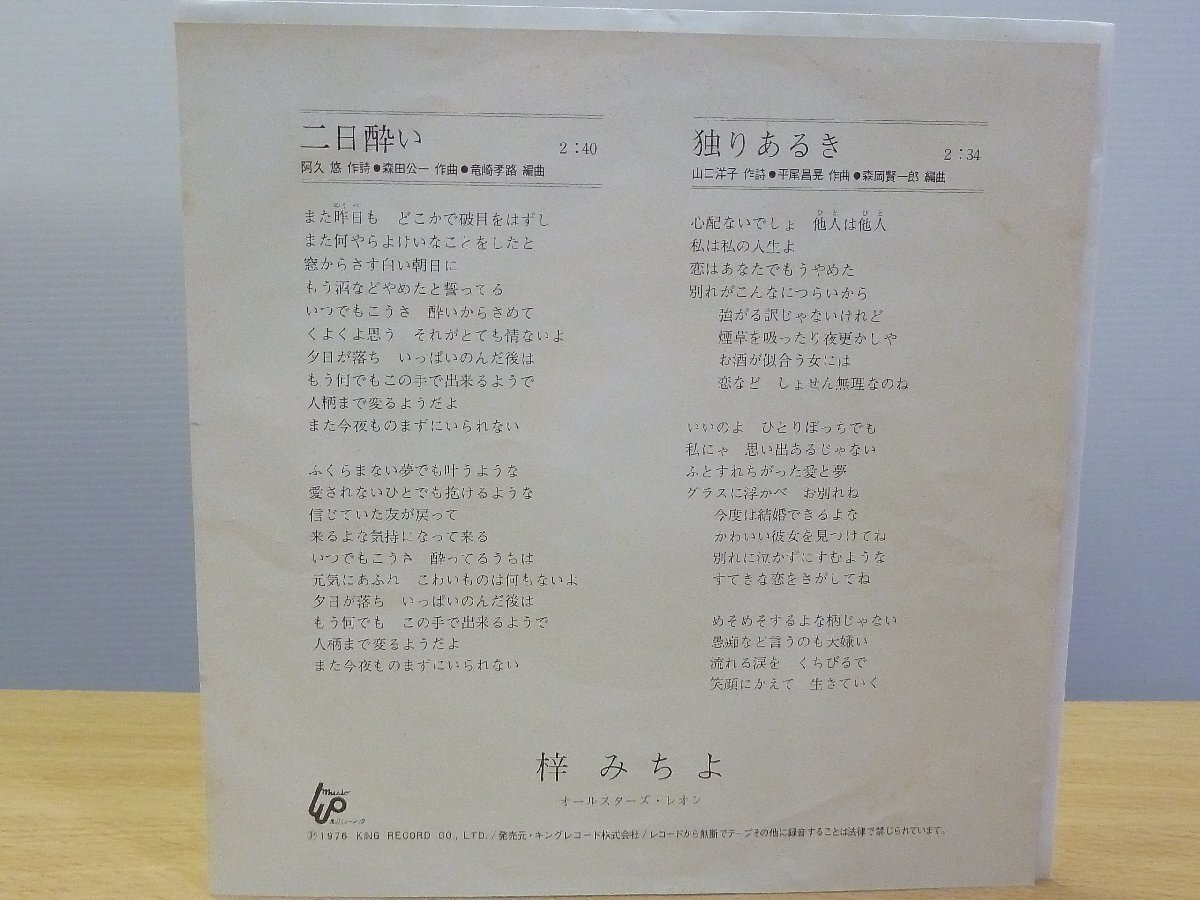 二日酔い 2:40
阿久 悠 作詩●森田公一 作曲●竜崎孝路 編曲
また昨日も どこかで破目をはずし
また何やらよけいなことをしたと
窓からさす白い朝日に
もう酒などやめたと誓ってる
いつでもこうさ 酔いからさめて
くよくよ思う それがとても情ないよ
夕日が落ち いっぱいのんだ後は
もう何でもこの手で出来るようで
人柄まで変るようだよ
また今夜ものまずにいられない
ふくらまない夢でも叶うような
愛されないひとでも抱けるような
信じていた友が戻って
来るよな気持になって来る
いつでもこうさ 酔ってるうちは
元気にあふれ こわいものは何もないよ
夕日が落ち いっぱいのんだ後は
もう何でも この手で出来るようで
人柄まで変るようだよ
また今夜ものまずにいられない
独りあるき 2:34
山口洋子 作詩●平尾昌晃 作曲●森岡賢一郎 編曲
心配ないでしょ 他人は他人
私は私の人生よ
恋はあなたでもうやめた
別れがこんなにつらいから
強がる訳じゃないけれど
煙草を吸ったり夜更かしや
お酒が似合う女には
恋など しょせん無理なのね
いいのよ ひとりぼっちでも
私にゃ 思い出あるじゃない
ふとすれちがった愛と夢
グラスに浮かべ お別れね
今度は結婚できるよな
かわいい彼女を見つけてね
別れに泣かずにすむような
すてきな恋をさがしてね
めそめそするよな柄じゃない
愚痴など言うのも大嫌い
流れる涙を くちびるで
笑顔にかえて 生きていく
梓 みちよ
オールスターズ・レオン
Music
渡辺ミュージック
Ⓟ1976 KING RECORD CO., LTD./発売元・キングレコード株式会社/レコードから無断でテープその他に録音することは法律で禁じられています。